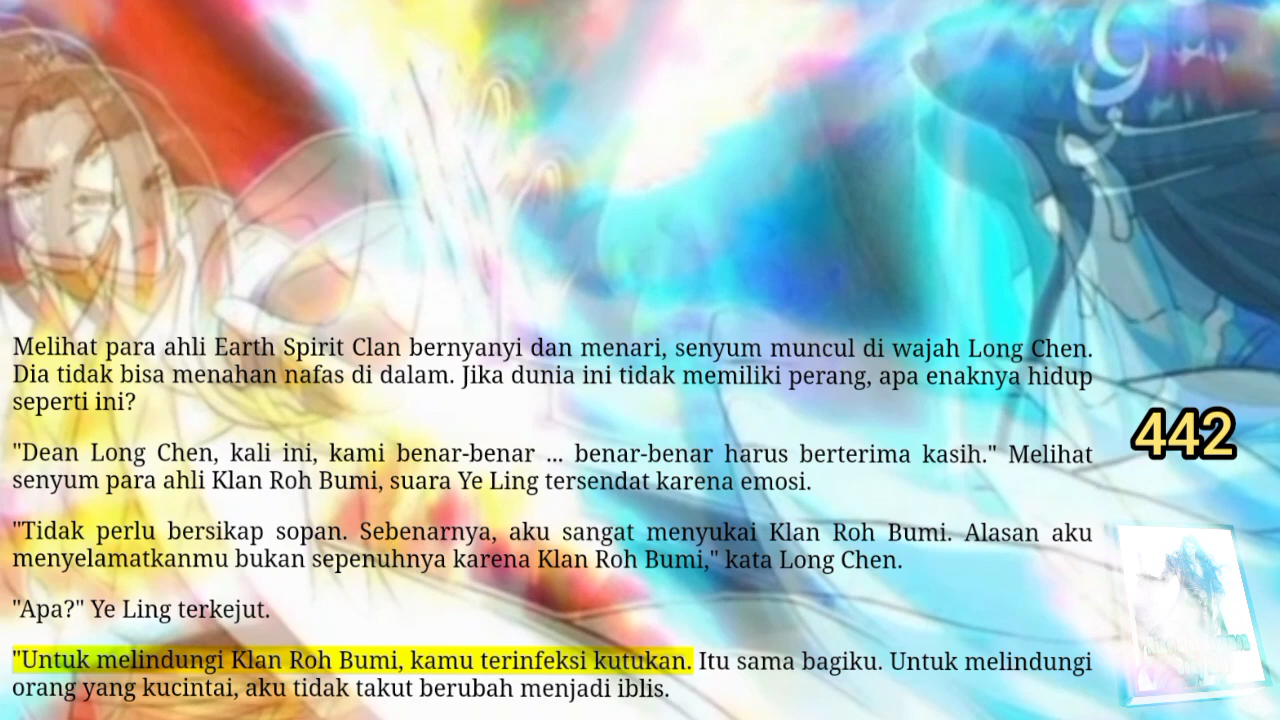 Melihat para ahli Earth Spirit Clan bernyanyi dan menari, senyum muncul di wajah Long Chen.
Dia tidak bisa menahan nafas di dalam. Jika dunia ini tidak memiliki perang, apa enaknya hidup
seperti ini?
"Dean Long Chen, kali ini, kami benar-benar ... benar-benar harus berterima kasih." Melihat
senyum para ahli Klan Roh Bumi, suara Ye Ling tersendat karena emosi.
442
"Tidak perlu bersikap sopan. Sebenarnya, aku sangat menyukai Klan Roh Bumi. Alasan aku
menyelamatkanmu bukan sepenuhnya karena Klan Roh Bumi," kata Long Chen.
"Apa?" Ye Ling terkejut.
"Untuk melindungi Klan Roh Bumi, kamu terinfeksi kutukan. Itu sama bagiku. Untuk melindungi
orang yang kucintai, aku tidak takut berubah menjadi iblis.